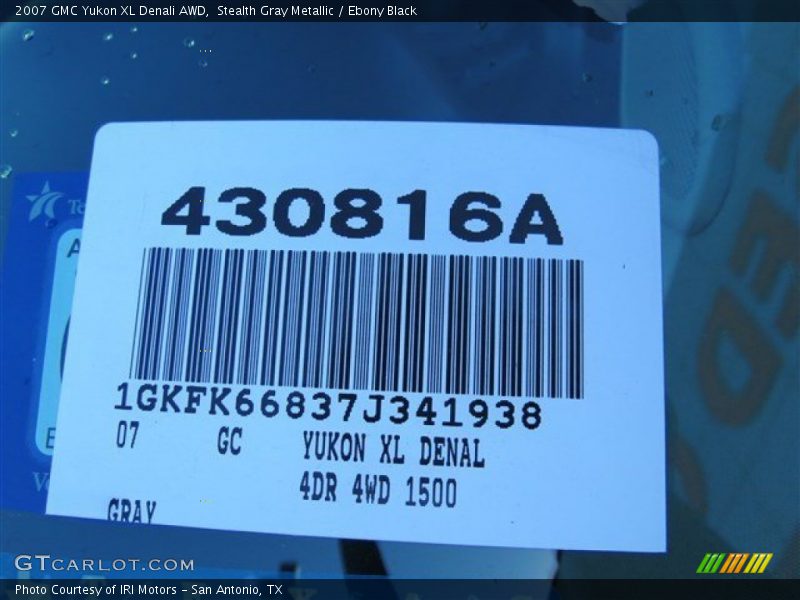 2007 GMC Yukon XL Denali AWD,  Stealth Gray Metallic / Ebony Black
430816A
1GKFK66837J341938
07 GC YUKON XL DENAL
4DR 4WD 1500
GRAY
GTCARLOT.COM
Photo Courtesy of IRI Motors – San Antonio, TX